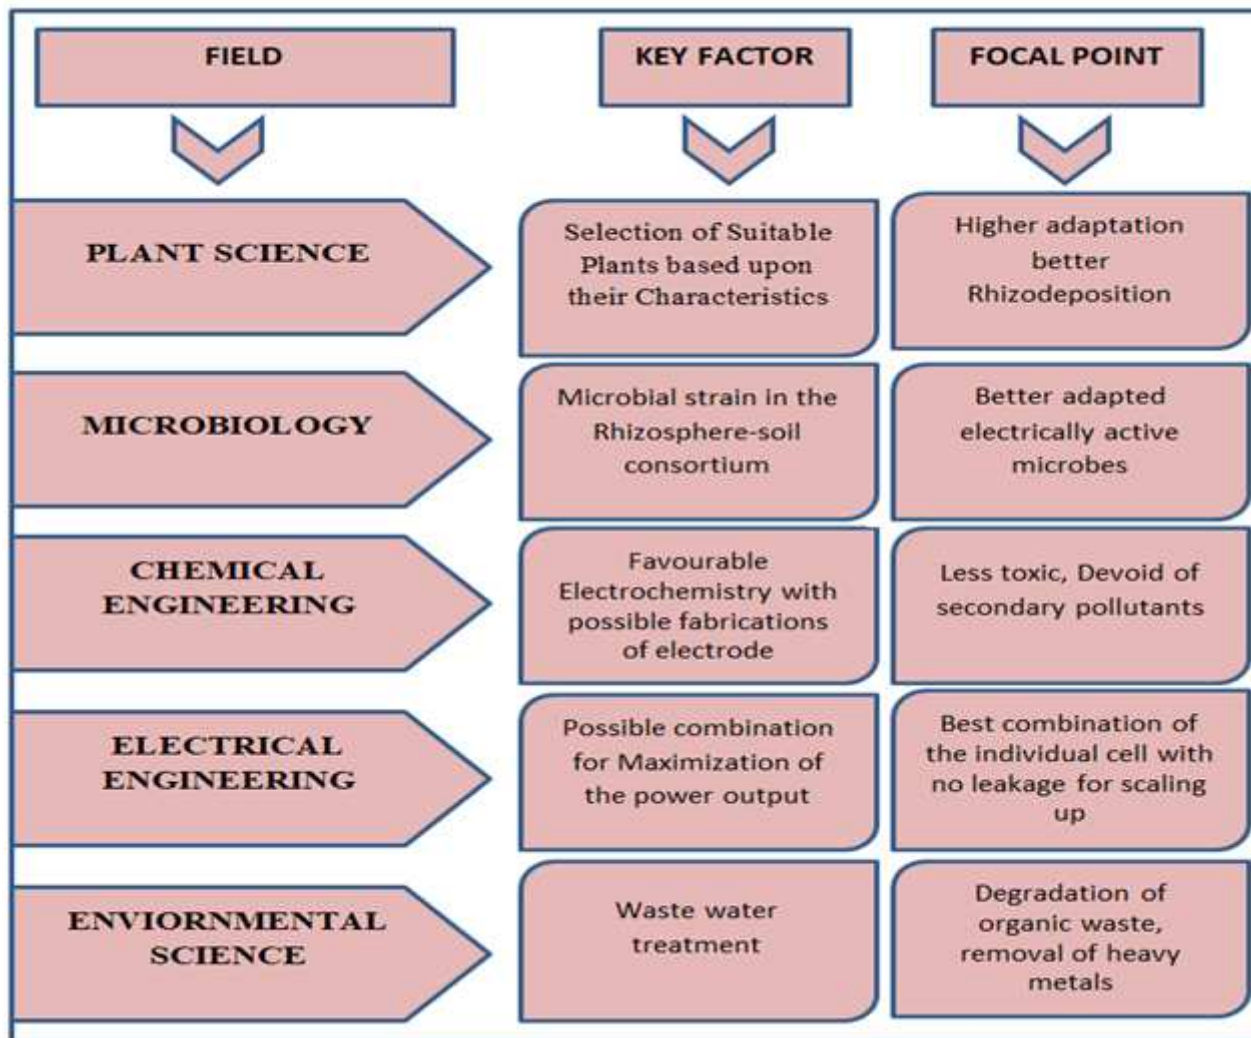 FIELD
KEY FACTOR
FOCAL POINT
PLANT SCIENCE
Selection of Suitable
Plants based upon
their Characteristics
Higher adaptation
better
Rhizodeposition
MICROBIOLOGY
Microbial strain in the
Rhizosphere-soil
consortium
Better adapted
electrically active
microbes
CHEMICAL
ENGINEERING
Favourable
Electrochemistry with
possible fabrications
of electrode
Less toxic, Devoid of
secondary pollutants
ELECTRICAL
ENGINEERING
Possible combination
for Maximization of
the power output
Best combination of
the individual cell with
no leakage for scaling
up
ENVIORNMENTAL
SCIENCE
Waste water
treatment
Degradation of
organic waste,
removal of heavy
metals